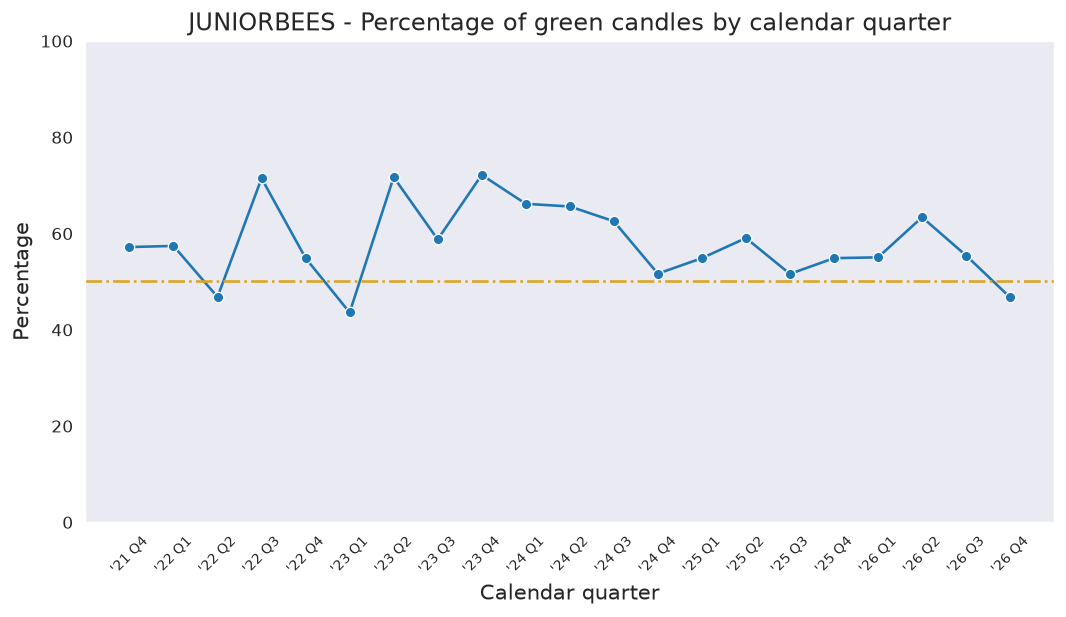 JUNIORBEES - Percentage of green candles by calendar quarter
100
80
60
40
20
0
Percentage
'21 Q4
'22 Q1
'22 Q2
'22 Q3
'22 Q4
'23 Q1
'23 Q2
'23 Q3
'23 Q4
'24 Q1
'24 Q2
'24 Q3
'24 Q4
'25 Q1
'25 Q2
'25 Q3
'25 Q4
'26 Q1
'26 Q2
'26 Q3
'26 Q4
Calendar quarter